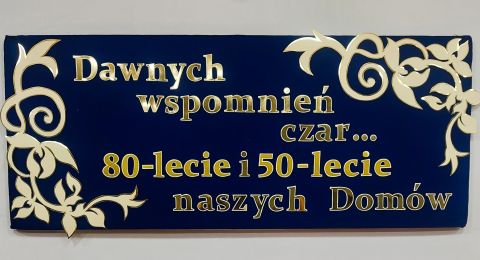 Dawnych
wspomnień
czar...
80-lecie i 50-lecie
naszych Domów